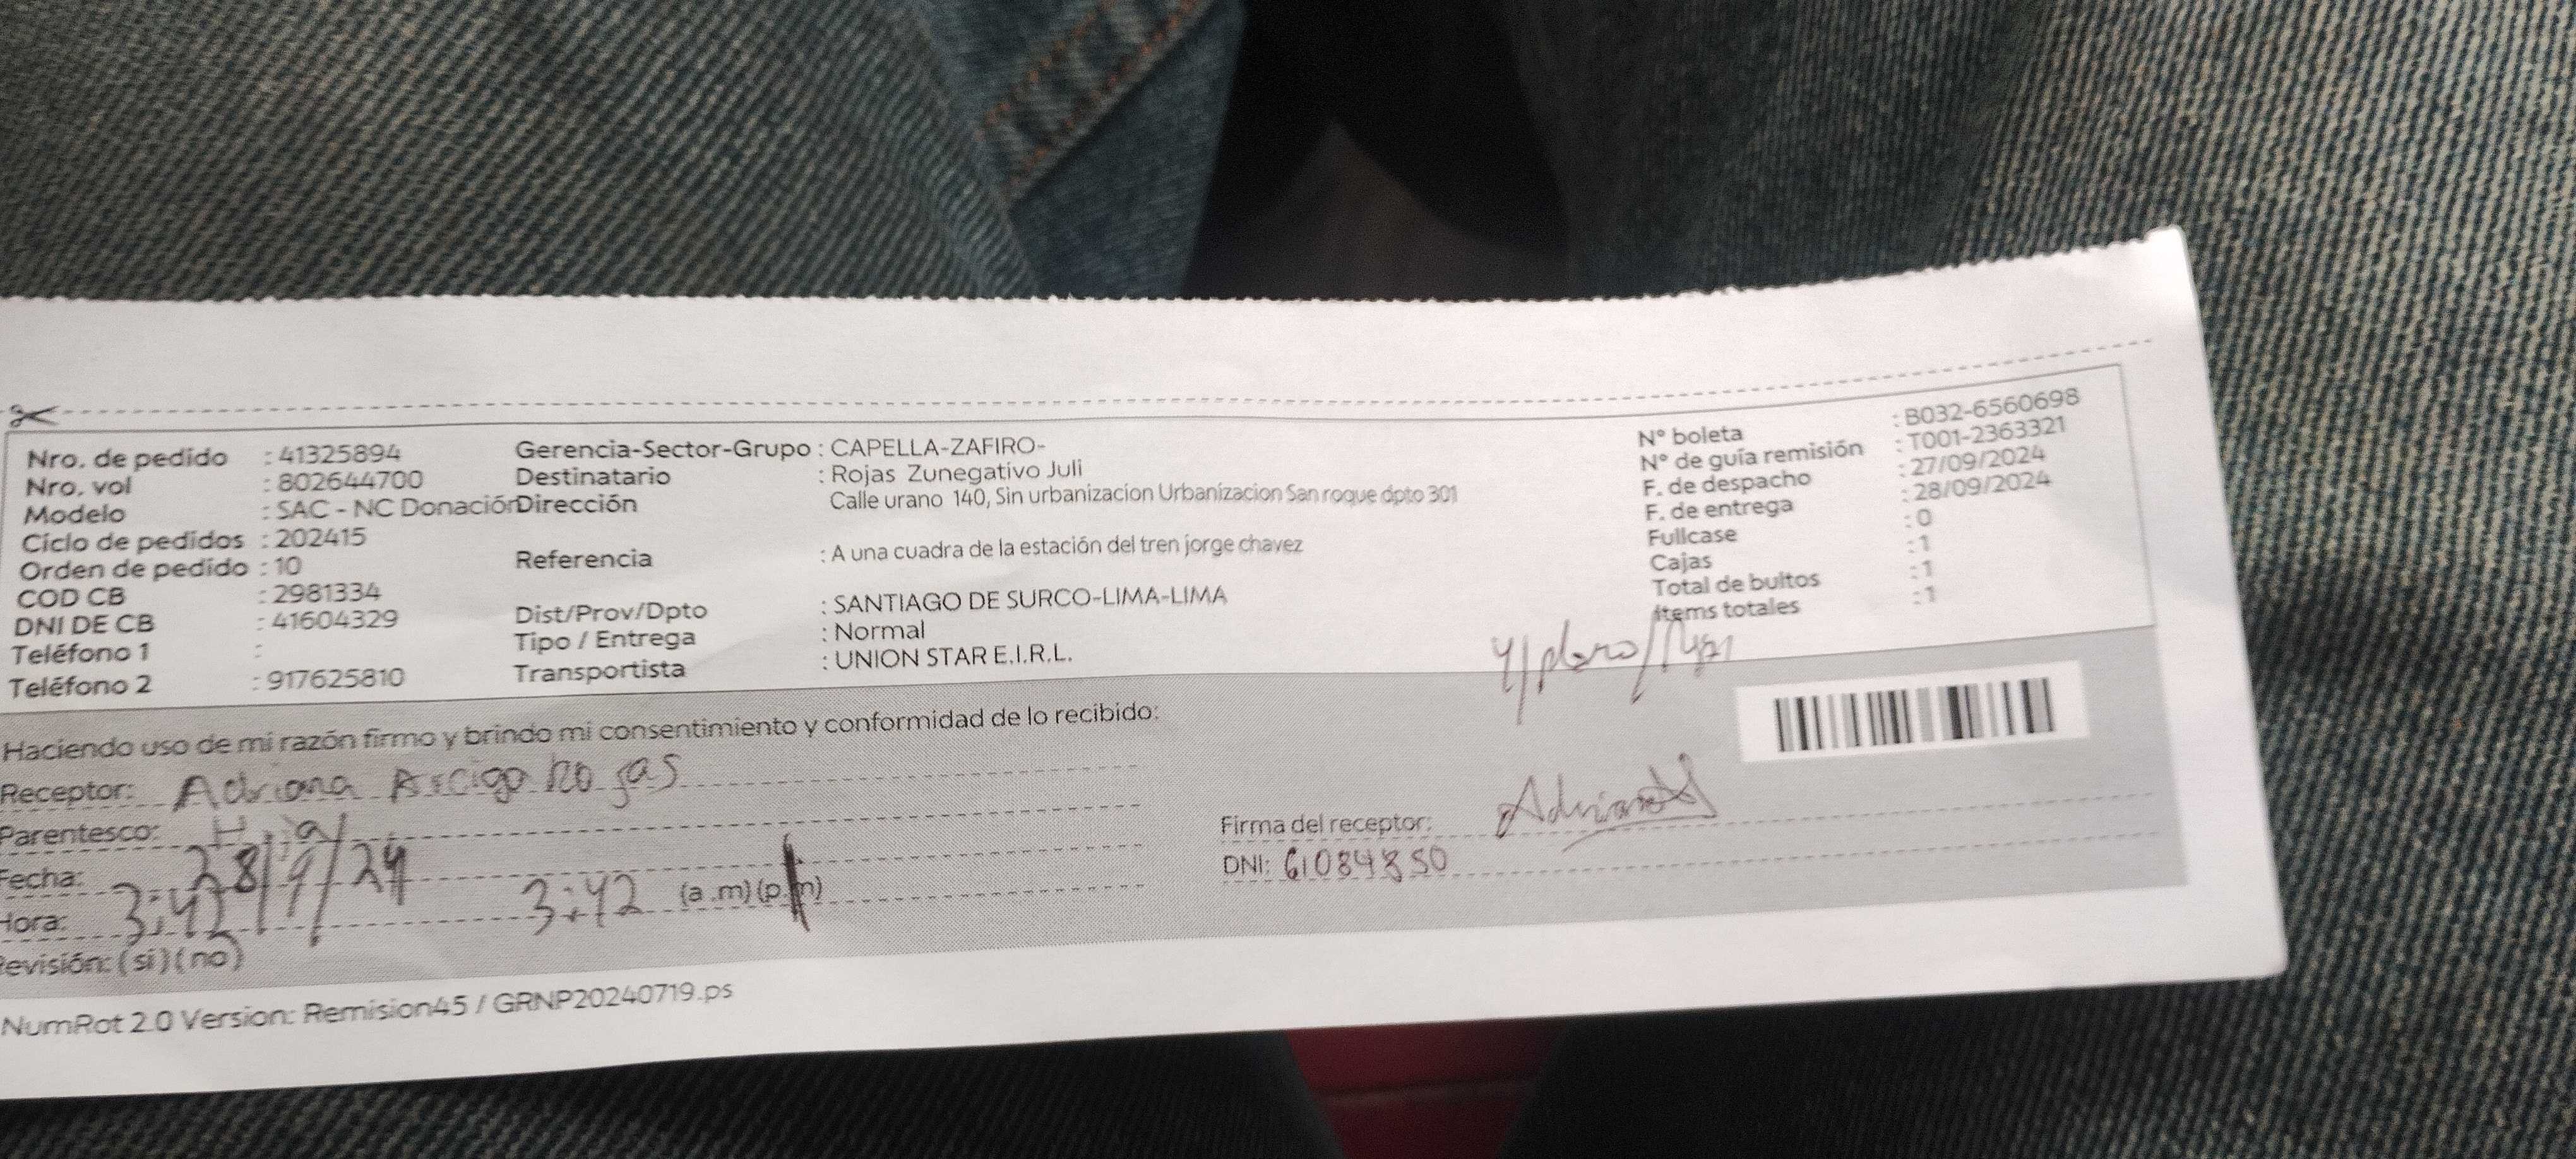 Nro. de pedido : 41325894
Nro. vol : 802644700
Modelo : SAC - NC Donación
Ciclo de pedidos : 202415
Orden de pedido : 10
COD CB : 2981334
DNI DE CB : 41604329
Teléfono 1 :
Teléfono 2 : 917625810
Gerencia-Sector-Grupo : CAPELLA-ZAFIRO-
Destinatario : Rojas Zunegativo Juli
Dirección Calle urano 140, Sin urbanizacion Urbanizacion San roque dpto 301
Referencia : A una cuadra de la estación del tren jorge chavez
Dist/Prov/Dpto : SANTIAGO DE SURCO-LIMA-LIMA
Tipo / Entrega : Normal
Transportista : UNION STAR E.I.R.L.
N° boleta : B032-6560698
N° de guía remisión : T001-2363321
F. de despacho : 27/09/2024
F. de entrega : 28/09/2024
Fullcase : 0
Cajas : 1
Total de bultos : 1
Items totales : 1
Haciendo uso de mi razón firmo y brindo mi consentimiento y conformidad de lo recibido:
Receptor: Adriana Rojas
Parentesco: Hija
Fecha: 28/9/24
Hora: 3:42 3:42 (a .m) (p.m)
Revisión: (si) (no)
Firma del receptor:
DNI: 61084850
NumRot 2.0 Version: Remision45 / GRNP20240719.ps